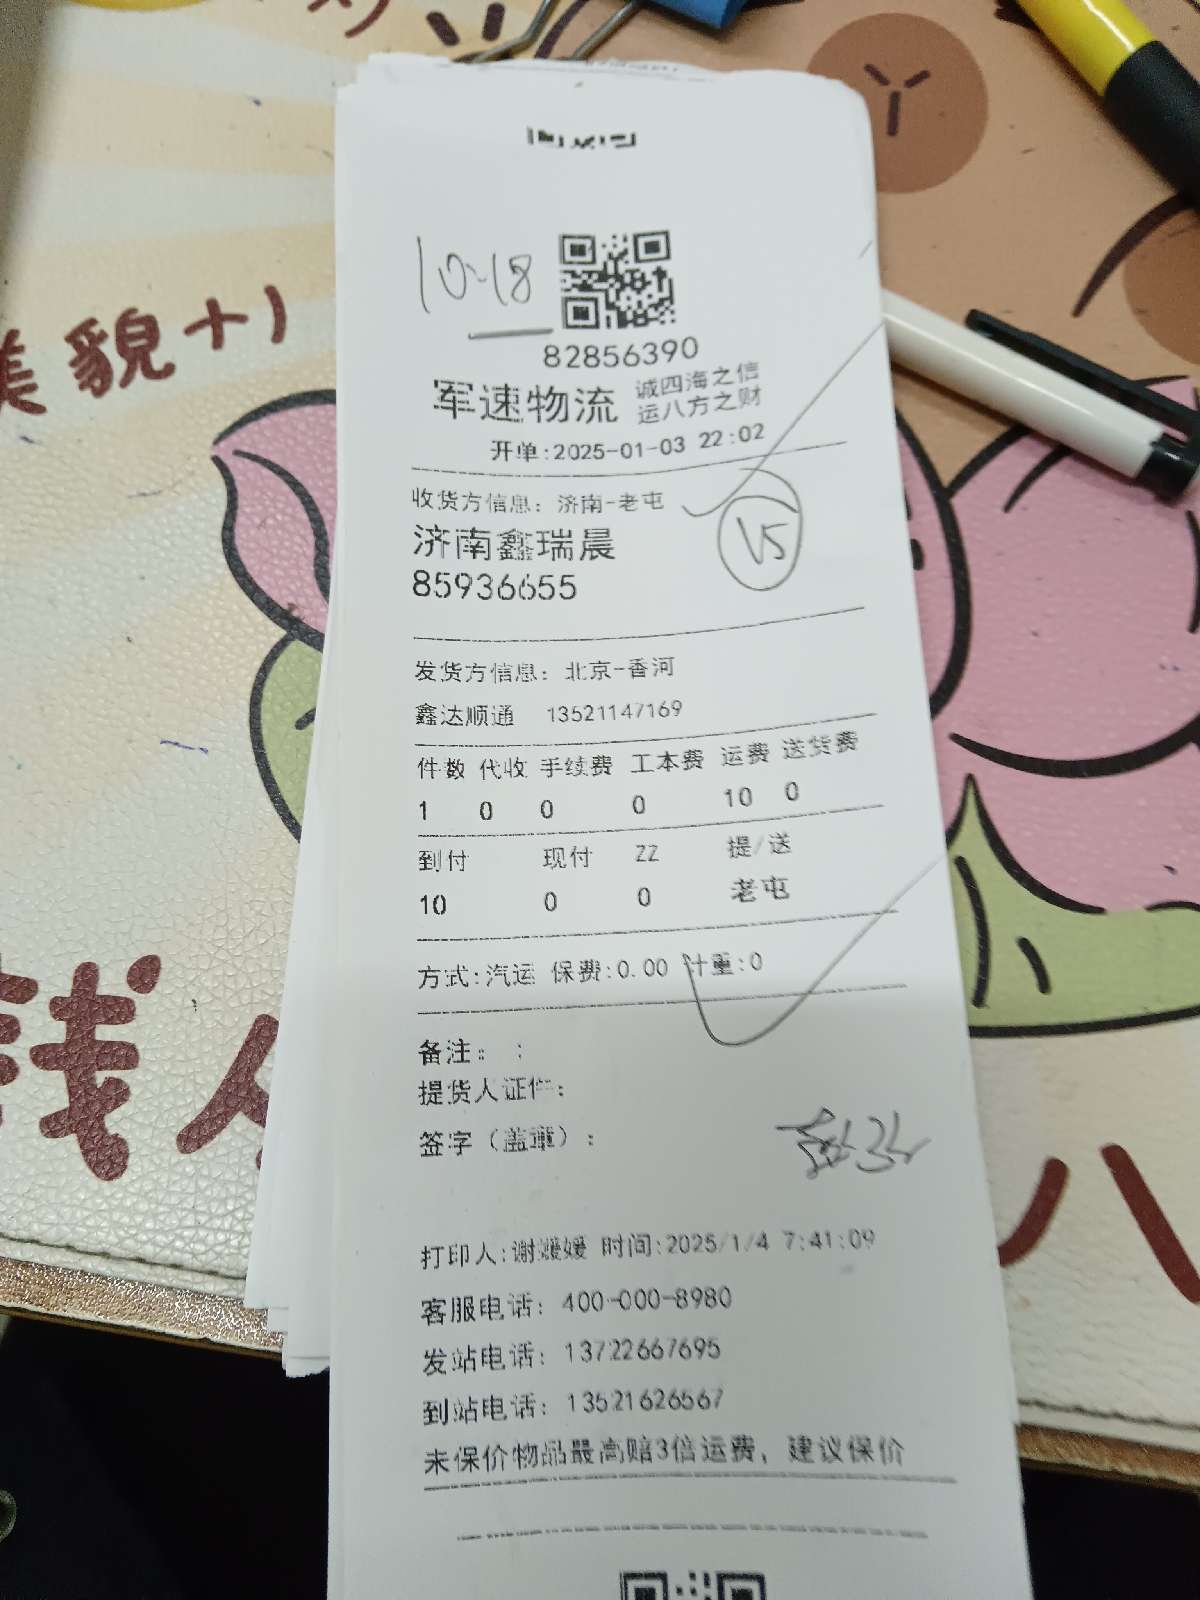 美貌+1
10-18
82856390
军速物流 诚四海之信
运八方之财
开单:2025-01-03 22:02
收货方信息: 济南-老屯
济南鑫瑞晨
85936655
V5
发货方信息: 北京-香河
鑫达顺通 13521147169
件数 代收 手续费 工本费 运费 送货费
1 0 0 0 10 0
到付 现付 ZZ 提/送
10 0 0 老屯
方式:汽运 保费:0.00 计重:0
备注: :
提货人证件:
签字(盖章):
打印人:谢媛媛 时间:2025/1/4 7:41:09
客服电话: 400-000-8980
发站电话: 13722667695
到站电话: 13521626567
未保价物品最高赔3倍运费, 建议保价
钱
八